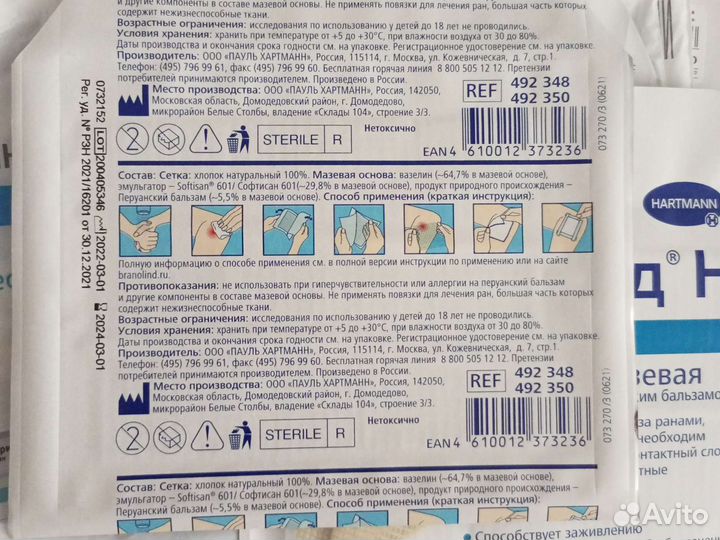 и другие компоненты в составе мазевой основы. Не применять повязки для лечения ран, большая часть которых
содержит нежизнеспособные ткани.
Возрастные ограничения: исследования по использованию у детей до 18 лет не проводились.
Условия хранения: хранить при температуре от +5 до +30°С, при влажности воздуха от 30 до 80%.
Даты производства и окончания срока годности см. на упаковке. Регистрационное удостоверение см. на упаковке.
Производитель: ООО «ПАУЛЬ ХАРТМАНН», Россия, 115114, г. Москва, ул. Кожевническая, д. 7, стр.1.
Телефон: (495) 796 99 61, факс (495) 796 99 60. Бесплатная горячая линия 8 800 505 12 12. Претензии
потребителей принимаются производителем. Произведено в России.
Место производства: ООО «ПАУЛЬ ХАРТМАНН», Россия, 142050,
Московская область, Домодедовский район, г. Домодедово,
микрорайон Белые Столбы, владение «Склады 104», строение 3/3.
REF 492 348
492 350
2 STERILE R
Нетоксично
EAN 4 610012 373236
073 270 /3 (0621)
0732152 LOT 200405346 2022-03-01 2024-03-01
Рег. уд. № РЗН 2021/16201 от 30.12.2021
Состав: Сетка: хлопок натуральный 100%. Мазевая основа: вазелин (~64,7% в мазевой основе),
эмульгатор – Softisan® 601/ Софтисан 601(~29,8% в мазевой основе), продукт природного происхождения –
Перуанский бальзам (~5,5% в мазевой основе). Способ применения (краткая инструкция):
Полную информацию о способе применения см. в полной версии инструкции по применению или на сайте
branolind.ru.
Противопоказания: не использовать при гиперчувствительности или аллергии на перуанский бальзам
и другие компоненты в составе мазевой основы. Не применять повязки для лечения ран, большая часть которых
содержит нежизнеспособные ткани.
Возрастные ограничения: исследования по использованию у детей до 18 лет не проводились.
Условия хранения: хранить при температуре от +5 до +30°С, при влажности воздуха от 30 до 80%.
Даты производства и окончания срока годности см. на упаковке. Регистрационное удостоверение см. на упаковке.
Производитель: ООО «ПАУЛЬ ХАРТМАНН», Россия, 115114, г. Москва, ул. Кожевническая, д. 7, стр.1.
Телефон: (495) 796 99 61, факс (495) 796 99 60. Бесплатная горячая линия 8 800 505 12 12. Претензии
потребителей принимаются производителем. Произведено в России.
Место производства: ООО «ПАУЛЬ ХАРТМАНН», Россия, 142050,
Московская область, Домодедовский район, г. Домодедово,
микрорайон Белые Столбы, владение «Склады 104», строение 3/3.
REF 492 348
492 350
2 STERILE R
Нетоксично
EAN 4 610012 373236
073 270 /3 (0621)
Состав: Сетка: хлопок натуральный 100%. Мазевая основа: вазелин (~64,7% в мазевой основе),
эмульгатор – Softisan® 601/ Софтисан 601(~29,8% в мазевой основе), продукт природного происхождения –
Перуанский бальзам (~5,5% в мазевой основе). Способ применения (краткая инструкция):
HARTMANN
д® Н
зевая
ким бальзамо
за ранами,
необходим
онтактный сло
тные
• Способствует заживлению
Avito